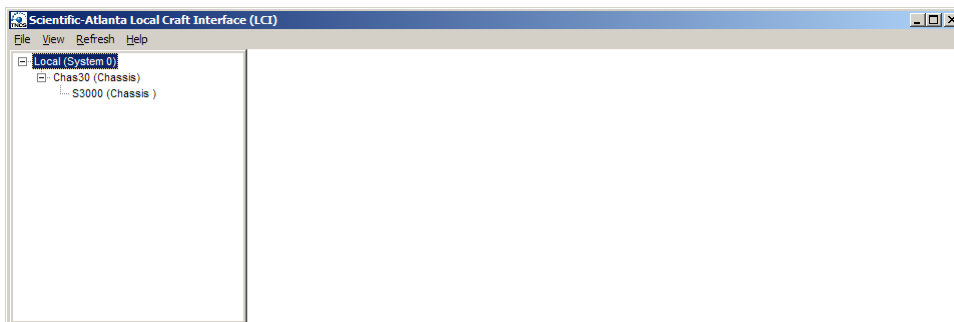 Scientific-Atlanta Local Craft Interface (LCI)
File View Refresh Help
Local (System 0)
Chas30 (Chassis)
S3000 (Chassis )